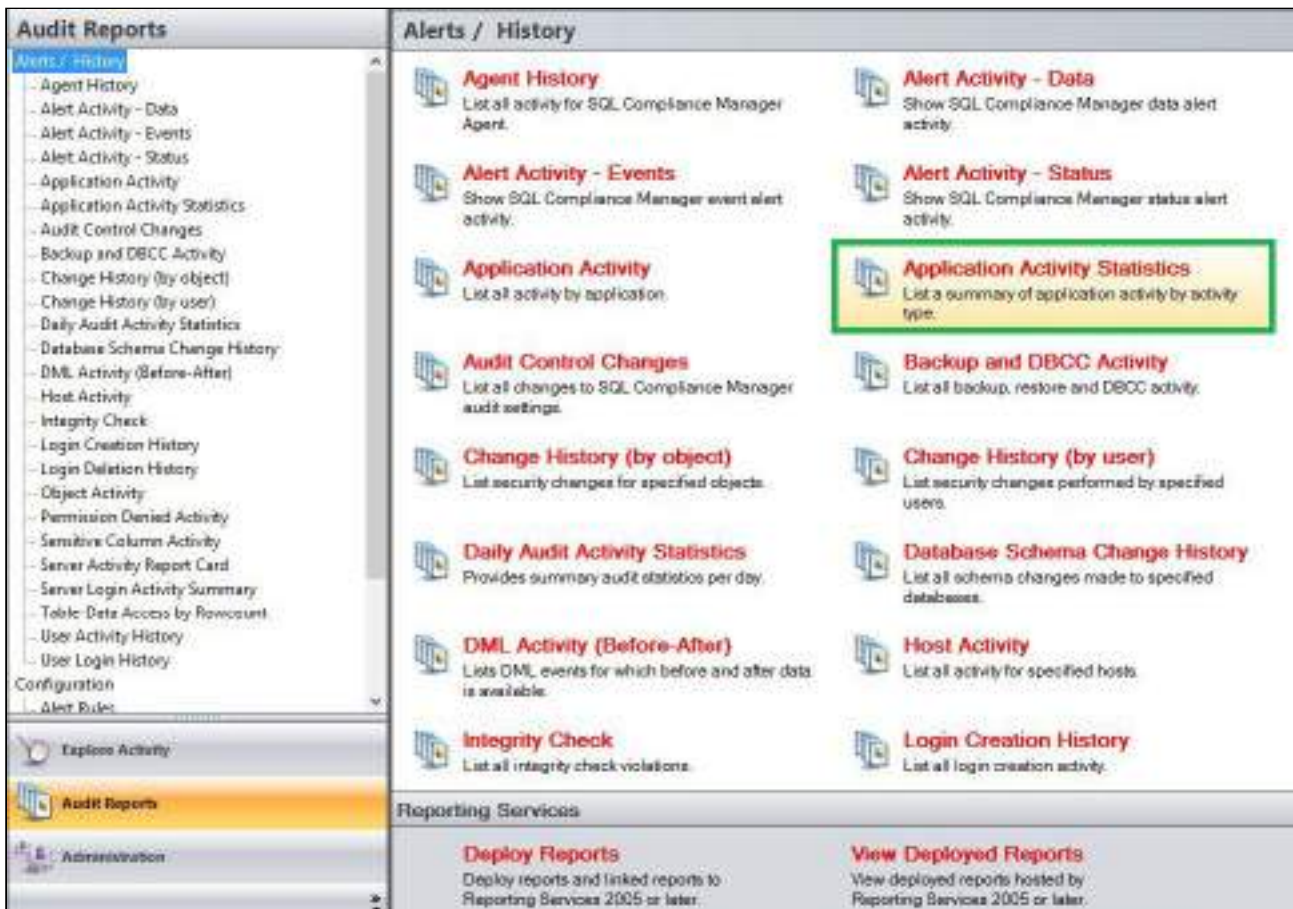 Audit Reports
Alerts / History
Agent History
Alert Activity - Data
Alert Activity - Events
Alert Activity - Status
Application Activity
Application Activity Statistics
Audit Control Changes
Backup and DBCC Activity
Change History (by object)
Change History (by user)
Daily Audit Activity Statistics
Database Schema Change History
DML Activity (Before-After)
Host Activity
Integrity Check
Login Creation History
Login Deletion History
Object Activity
Permission Denied Activity
Sensitive Column Activity
Server Activity Report Card
Server Login Activity Summary
Table-Data Access by Rowcount
User Activity History
User Login History
Configuration
Alert Rules
Explore Activity
Audit Reports
Administration
Alerts / History
Agent History
List all activity for SQL Compliance Manager
Agent.
Alert Activity - Data
Show SQL Compliance Manager data alert
activity.
Alert Activity - Events
Show SQL Compliance Manager event alert
activity.
Alert Activity - Status
Show SQL Compliance Manager status alert
activity.
Application Activity
List all activity by application.
Application Activity Statistics
List a summary of application activity by activity
type.
Audit Control Changes
List all changes to SQL Compliance Manager
audit settings.
Backup and DBCC Activity
List all backup, restore and DBCC activity.
Change History (by object)
List security changes for specified objects.
Change History (by user)
List security changes performed by specified
users.
Daily Audit Activity Statistics
Provides summary audit statistics per day.
Database Schema Change History
List all schema changes made to specified
databases.
DML Activity (Before-After)
Lists DML events for which before and after data
is available.
Host Activity
List all activity for specified hosts.
Integrity Check
List all integrity check violations.
Login Creation History
List all login creation activity.
Reporting Services
Deploy Reports
Deploy reports and linked reports to
Reporting Services 2005 or later.
View Deployed Reports
View deployed reports hosted by
Reporting Services 2005 or later.